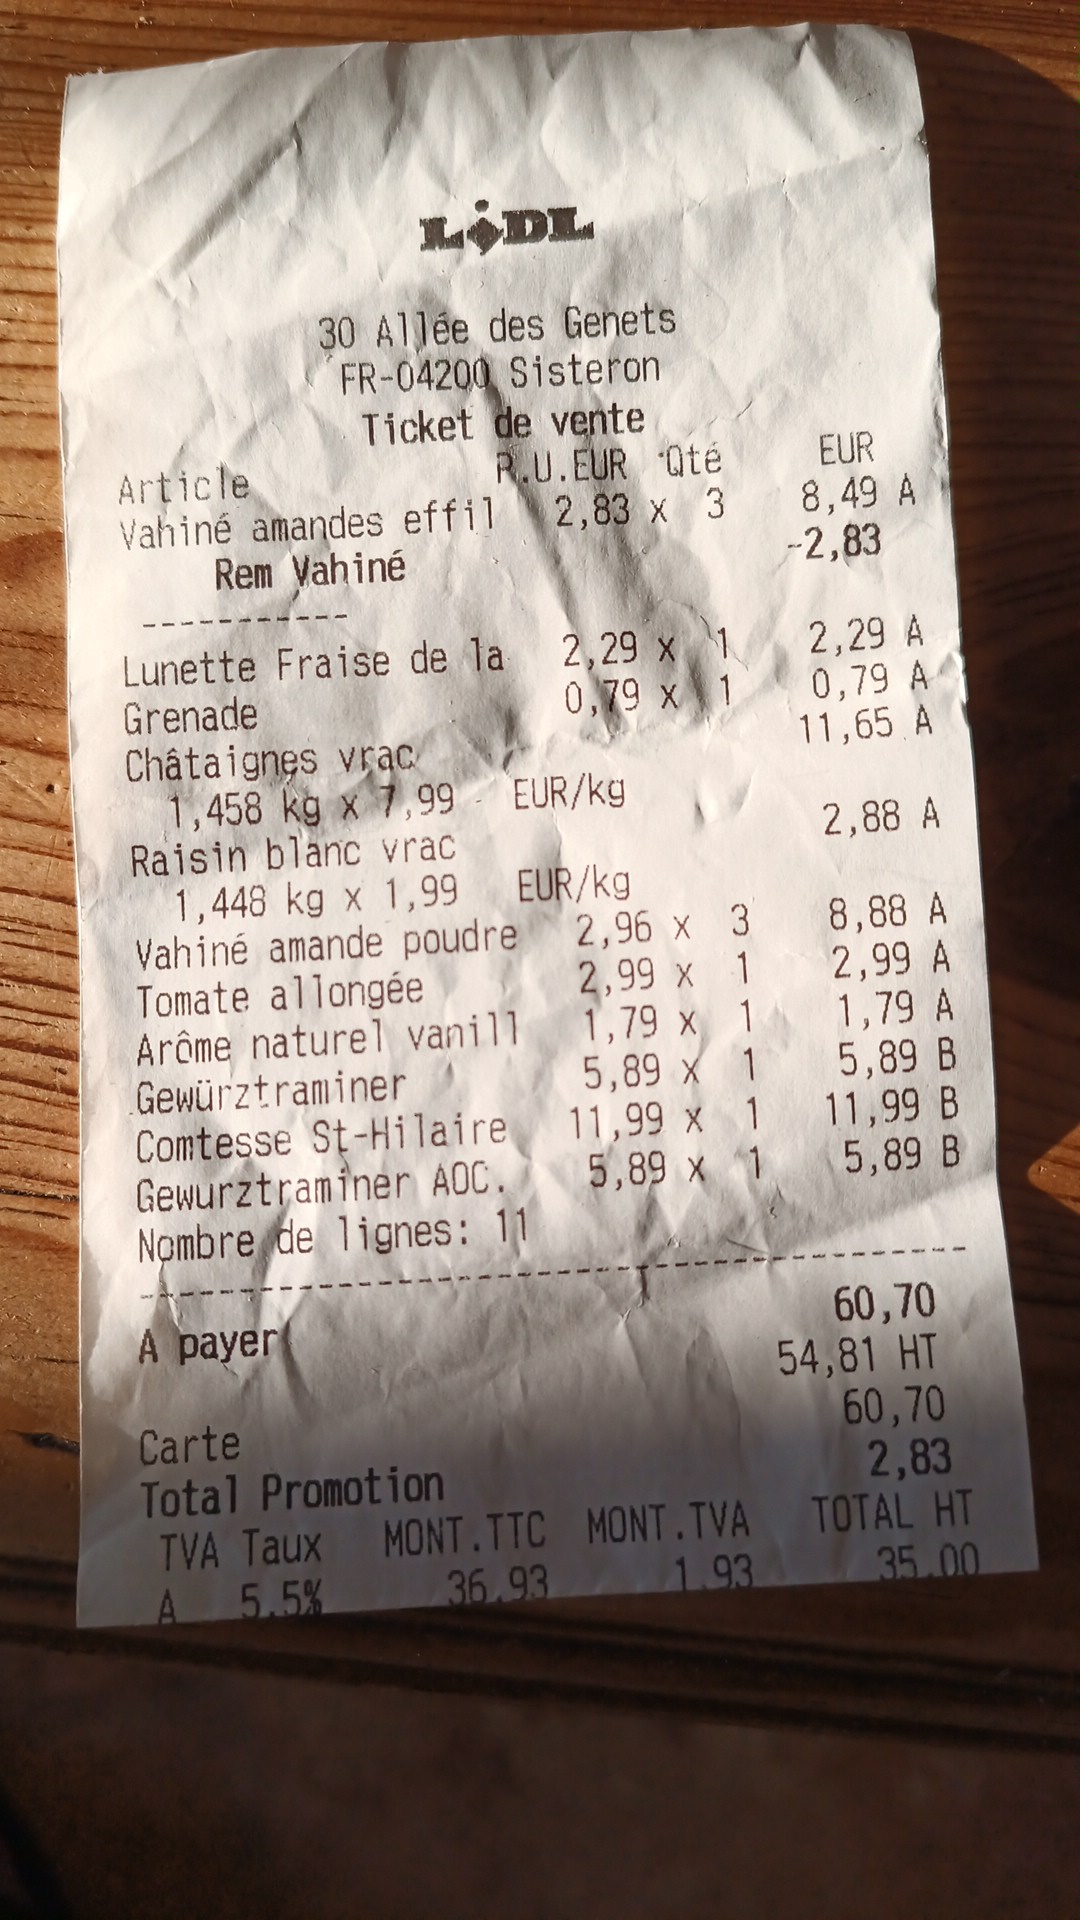 LIDL
30 Allée des Genets
FR-04200 Sisteron
Ticket de vente
Article P.U.EUR Qté EUR
Vahiné amandes effil 2,83 x 3 8,49 A
Rem Vahiné -2,83
-----------
Lunette Fraise de la 2,29 x 1 2,29 A
Grenade 0,79 x 1 0,79 A
Châtaignes vrac 11,65 A
1,458 kg x 7,99 EUR/kg
Raisin blanc vrac 2,88 A
1,448 kg x 1,99 EUR/kg
Vahiné amande poudre 2,96 x 3 8,88 A
Tomate allongée 2,99 x 1 2,99 A
Arôme naturel vanill 1,79 x 1 1,79 A
Gewürztraminer 5,89 x 1 5,89 B
Comtesse St-Hilaire 11,99 x 1 11,99 B
Gewurztraminer AOC. 5,89 x 1 5,89 B
Nombre de lignes: 11
--------------------------------------------
A payer 60,70
54,81 HT
Carte 60,70
Total Promotion 2,83
TVA Taux MONT.TTC MONT.TVA TOTAL HT
A 5.5% 36.93 1.93 35.00